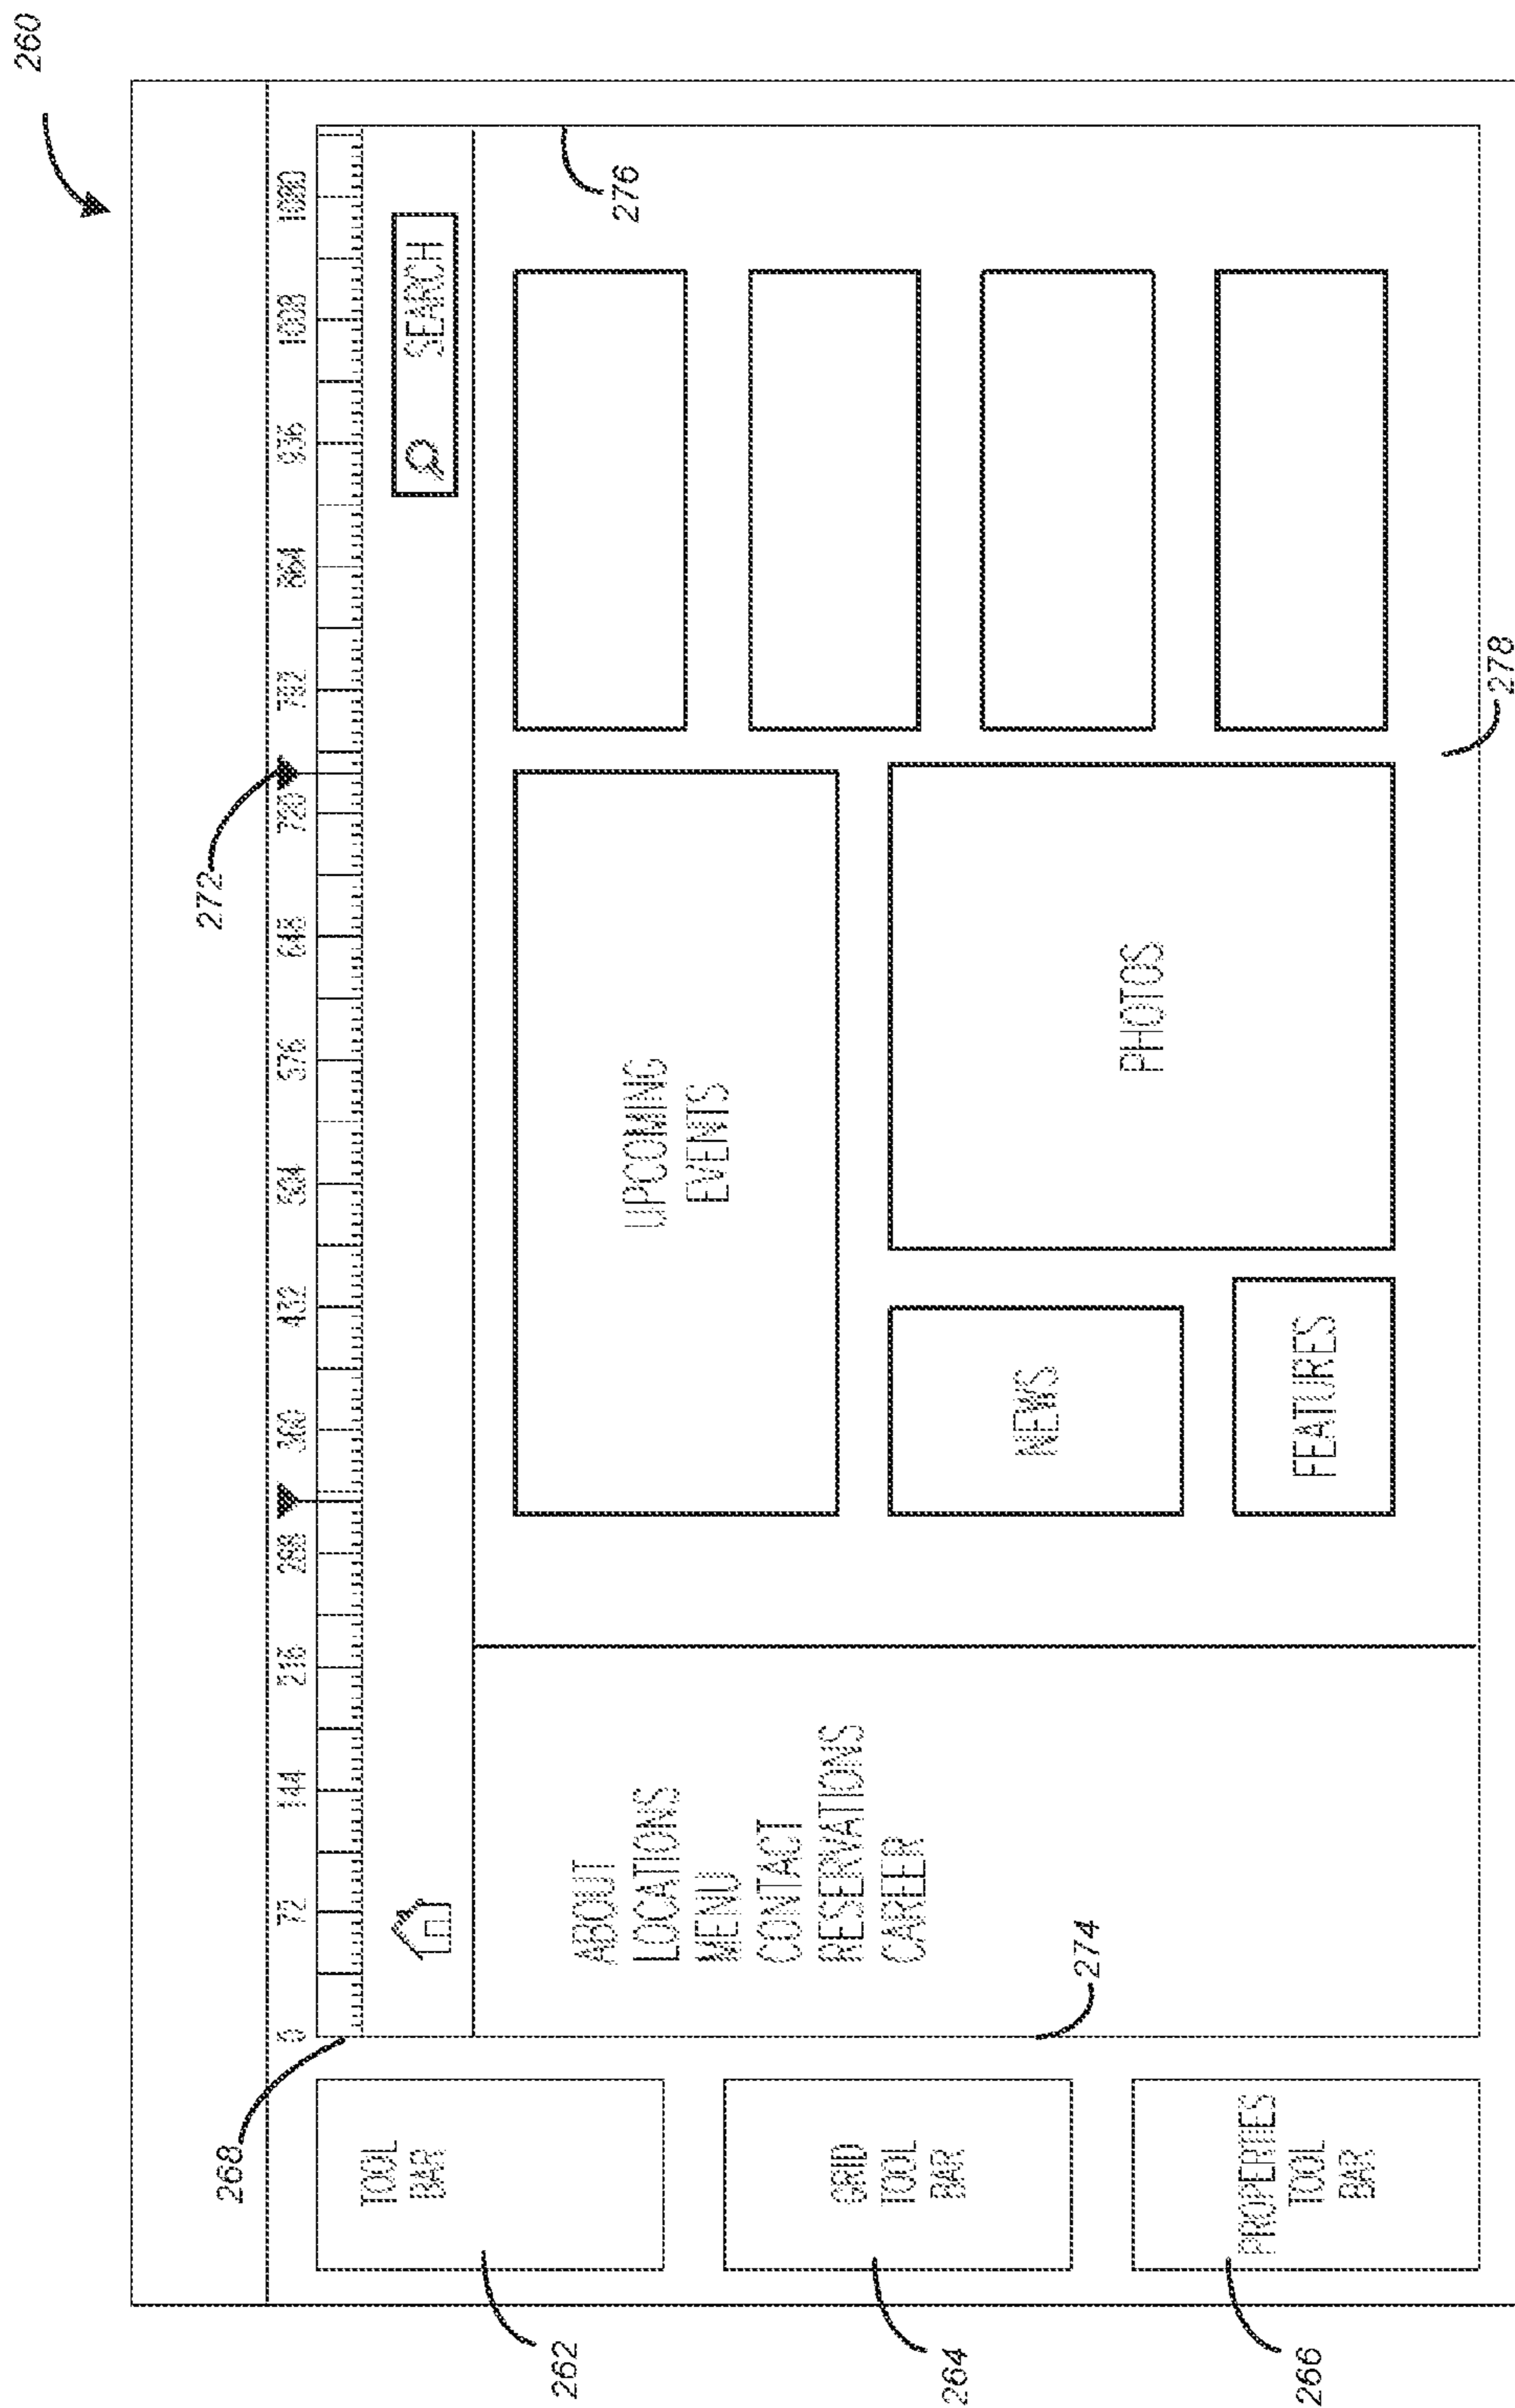 260
272
0 72 144 216 288 360 432 504 576 648 720 792 864 936 1008 1080
268
TOOL
BAR
262
SEARCH
276
ABOUT
LOCATIONS
MENU
CONTACT
RESERVATIONS
CAREER
UPCOMING
EVENTS
GRID
TOOL
BAR
264
NEWS
PHOTOS
274
PROPERTIES
TOOL
BAR
266
FEATURES
278